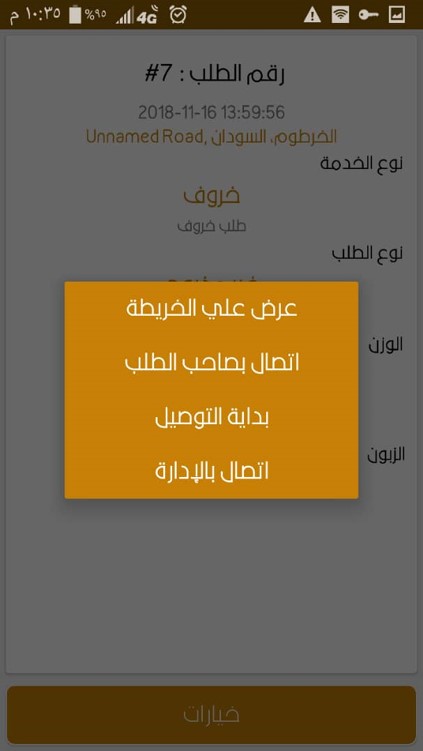 ١٠:٣٥ م %٩٥ 4G
رقم الطلب : 7#
2018-11-16 13:59:56
الخرطوم، السودان ,Unnamed Road
نوع الخدمة
خروف
طلب خروف
نوع الطلب
عرض علي الخريطة
الوزن
اتصال بصاحب الطلب
بداية التوصيل
الزبون
اتصال بالإدارة
خيارات